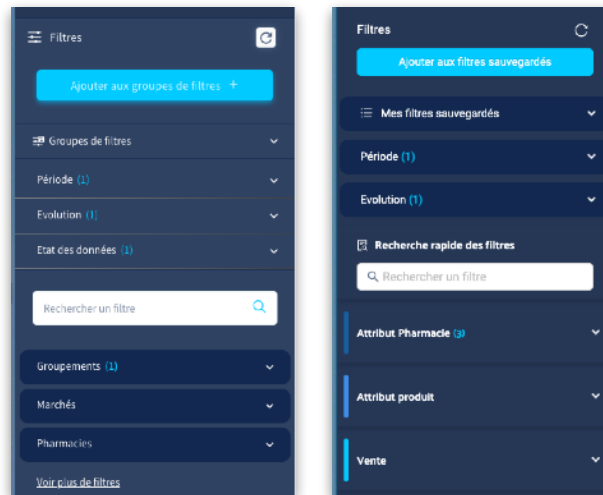 Filtres
Ajouter aux groupes de filtres +
Groupes de filtres
Période (1)
Evolution (1)
Etat des données (1)
Rechercher un filtre
Groupements (1)
Marchés
Pharmacies
Voir plus de filtres
Filtres
Ajouter aux filtres sauvegardés
Mes filtres sauvegardés
Période (1)
Evolution (1)
Recherche rapide des filtres
Rechercher un filtre
Attribut Pharmacie (3)
Attribut produit
Vente